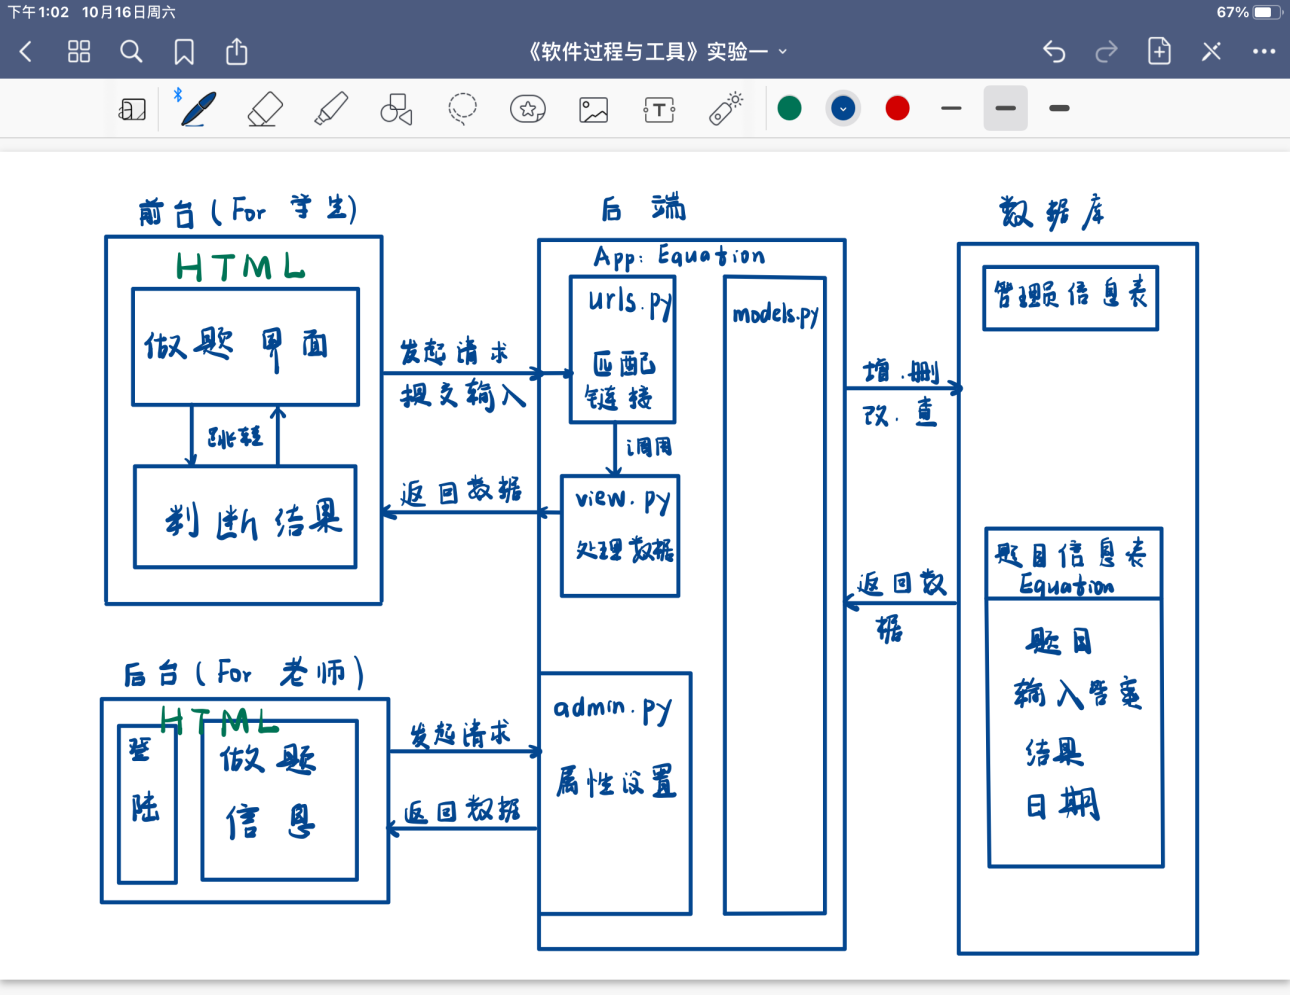 下午1:02 10月16日周六
67%
《软件过程与工具》实验一
T
前台(For 学生)
HTML
做题界面
跳转
判断结果
发起请求
提交输入
返回数据
后端
App: Equation
urls.py
匹配
链接
调用
view.py
处理数据
models.py
admin.py
属性设置
增.删
改.查
返回数
据
数据库
管理员信息表
题目信息表
Equation
题目
输入答案
结果
日期
后台(For 老师)
HTML
登
陆
做题
信息
发起请求
返回数据